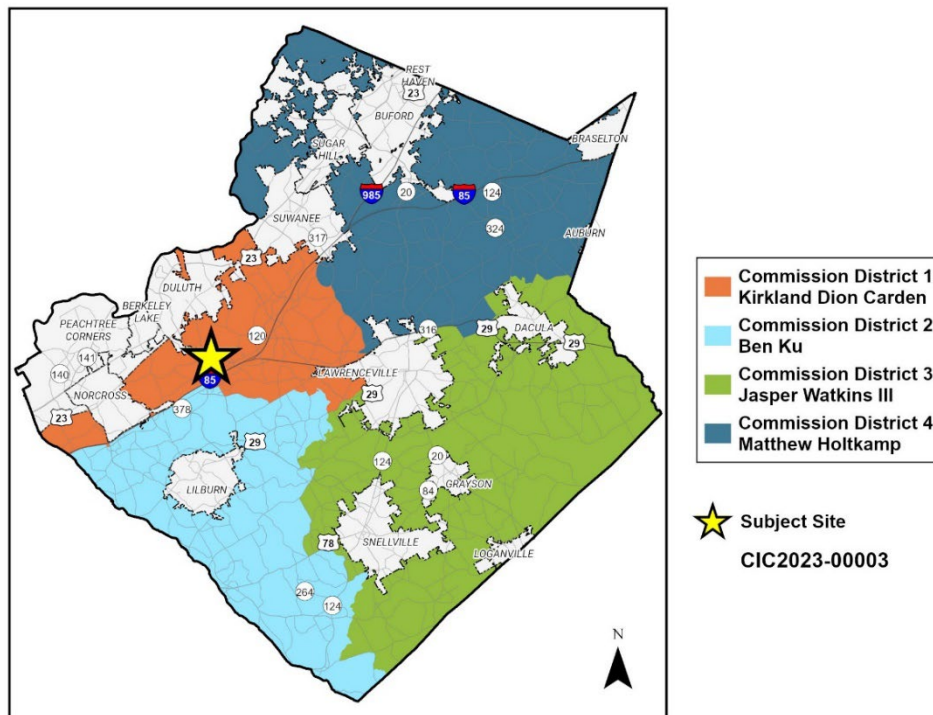 REST
HAVEN
23
BUFORD
BRASELTON
SUGAR
HILL
985
20
85
124
SUWANEE
324
317
AUBURN
23
DULUTH
BERKELEY
LAKE
PEACHTREE
CORNERS
141
140
120
316
29
DACULA
29
LAWRENCEVILLE
85
29
NORCROSS
23
378
29
LILBURN
124
20
GRAYSON
84
SNELLVILLE
78
LOGANVILLE
264
124
N
Commission District 1
Kirkland Dion Carden
Commission District 2
Ben Ku
Commission District 3
Jasper Watkins III
Commission District 4
Matthew Holtkamp
Subject Site
CIC2023-00003